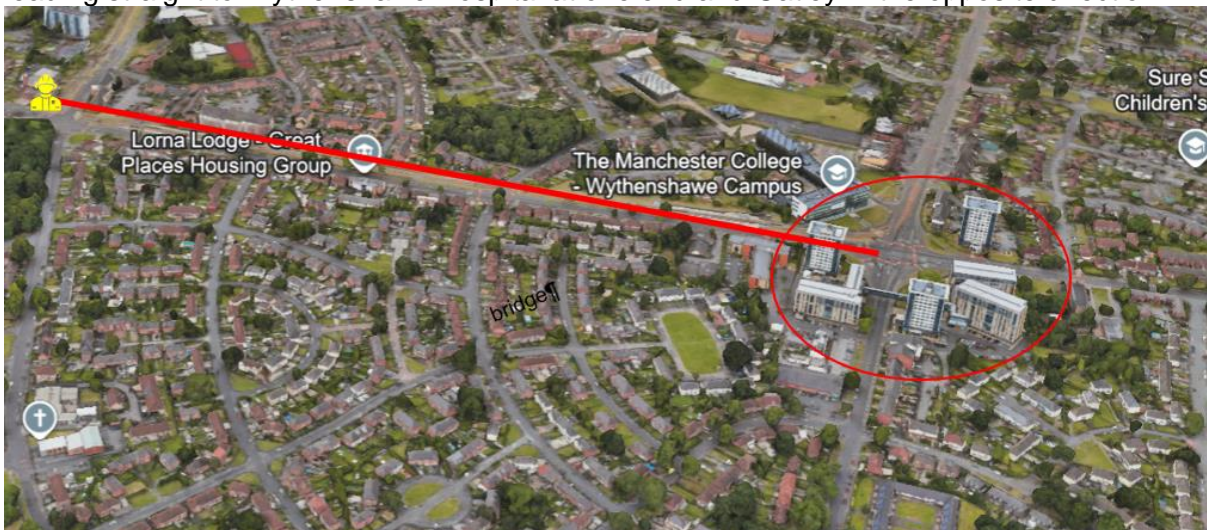 Sure S
Children's
Lorna Lodge - Great
Places Housing Group
The Manchester College
- Wythenshawe Campus
bridge¶